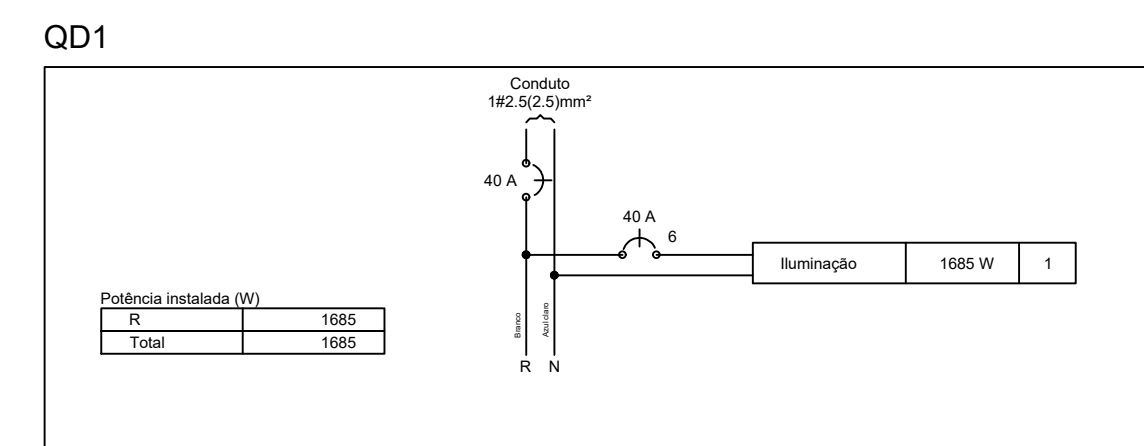 QD1
Conduto
1#2.5(2.5)mm²
40 A
40 A
6
Iluminação 1685 W 1
Potência instalada (W)
R 1685
Total 1685
Branco
Azul claro
R N